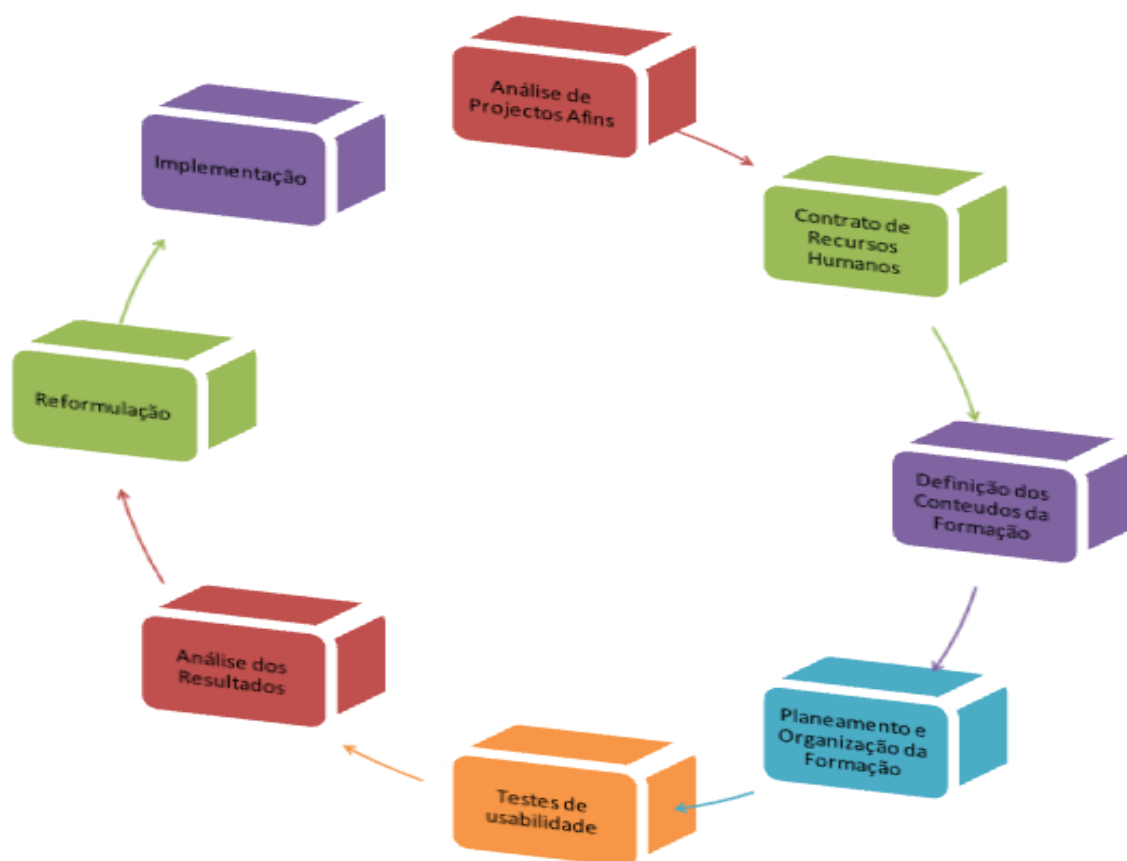 Análise de
Projectos Afins
Contrato de
Recursos
Humanos
Definição dos
Conteudos da
Formação
Planeamento e
Organização da
Formação
Testes de
usabilidade
Análise dos
Resultados
Reformulação
Implementação